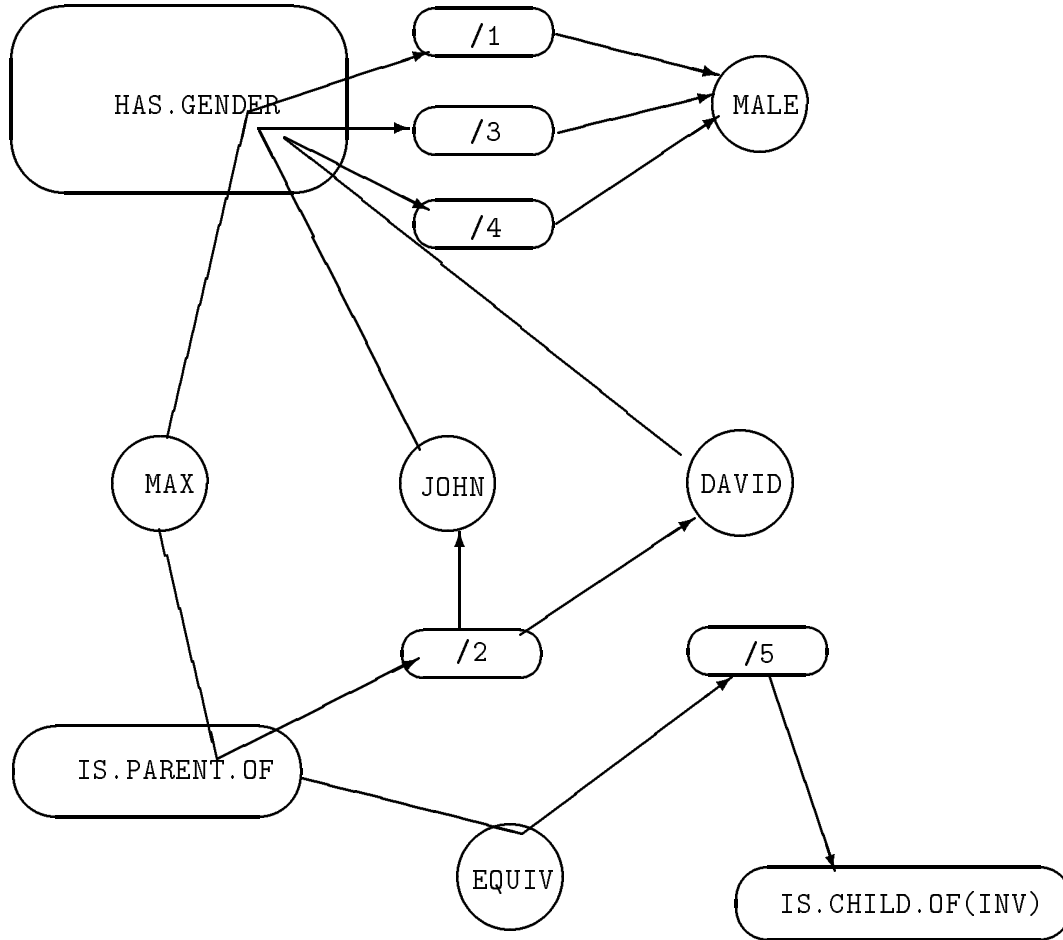 /1
HAS.GENDER
MALE
/3
/4
MAX
JOHN
DAVID
/2
/5
IS.PARENT.OF
EQUIV
IS.CHILD.OF(INV)